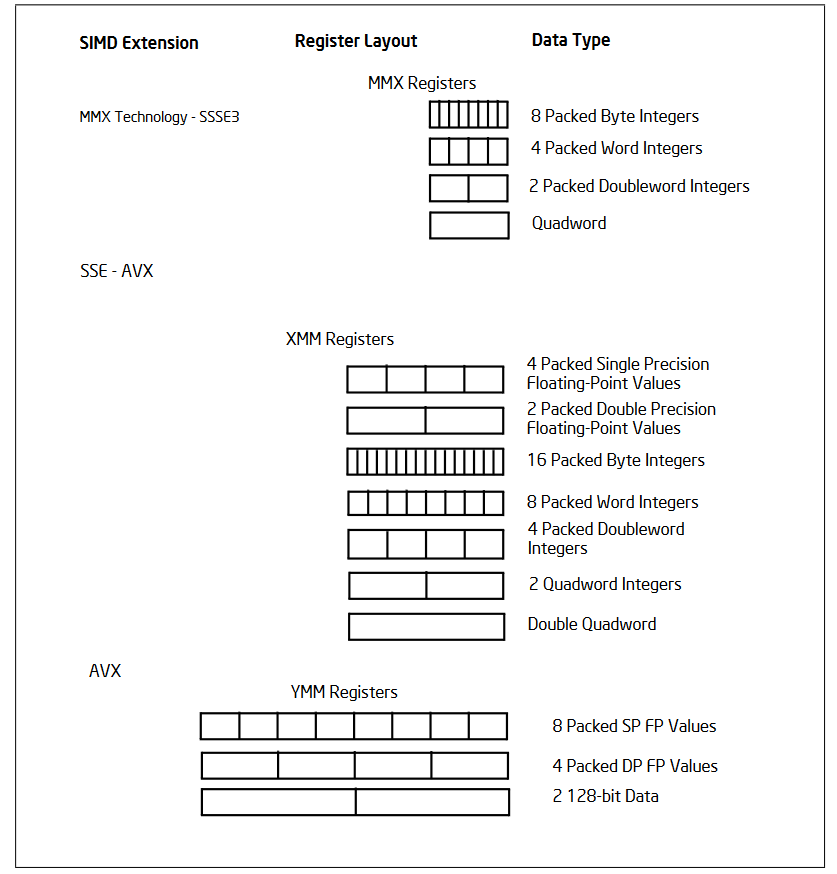 SIMD Extension
Register Layout
Data Type
MMX Registers
MMX Technology - SSSE3
8 Packed Byte Integers
4 Packed Word Integers
2 Packed Doubleword Integers
Quadword
SSE - AVX
XMM Registers
4 Packed Single Precision
Floating-Point Values
2 Packed Double Precision
Floating-Point Values
16 Packed Byte Integers
8 Packed Word Integers
4 Packed Doubleword
Integers
2 Quadword Integers
Double Quadword
AVX
YMM Registers
8 Packed SP FP Values
4 Packed DP FP Values
2 128-bit Data